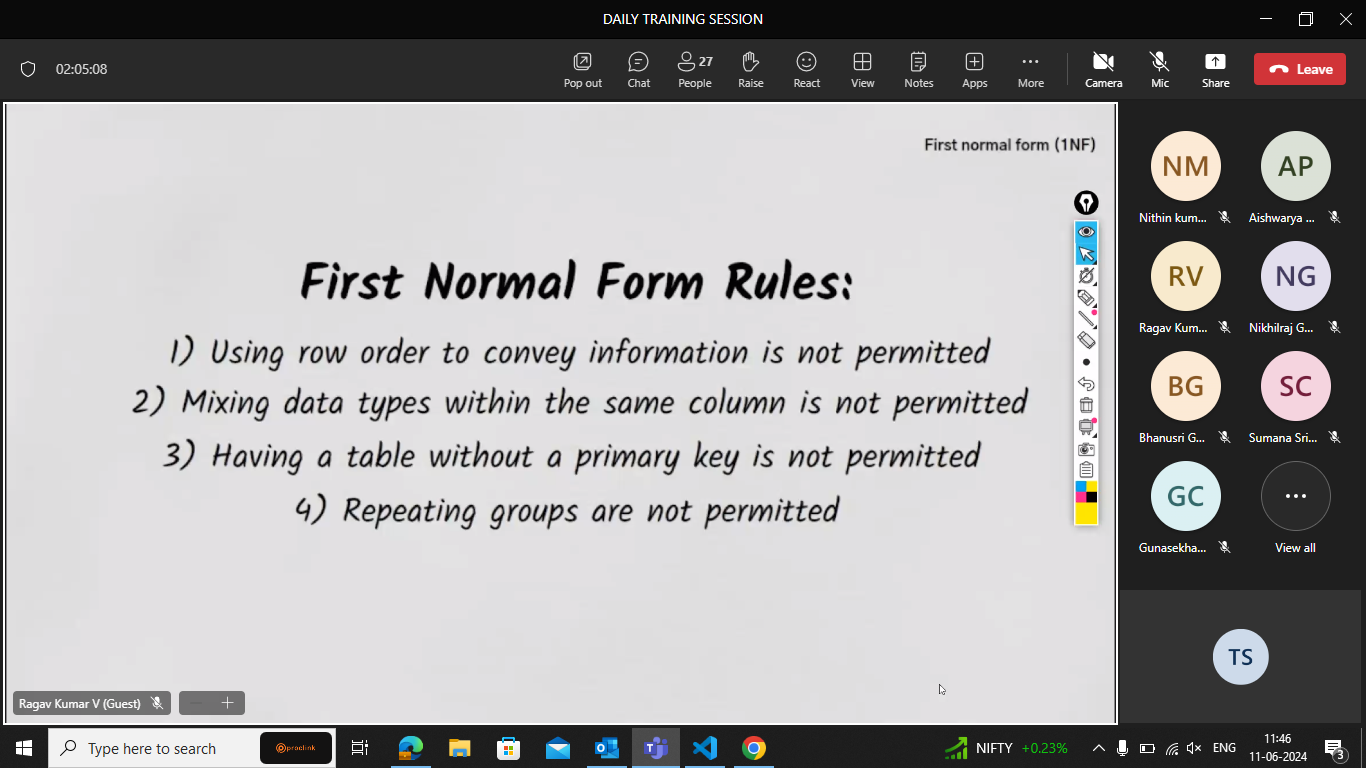 DAILY TRAINING SESSION
02:05:08
Pop out
Chat
27
People
Raise
React
View
Notes
Apps
More
Camera
Mic
Share
Leave
First normal form (1NF)
First Normal Form Rules:
1) Using row order to convey information is not permitted
2) Mixing data types within the same column is not permitted
3) Having a table without a primary key is not permitted
4) Repeating groups are not permitted
Ragav Kumar V (Guest)
NM
AP
Nithin kum...
Aishwarya ...
RV
NG
Ragav Kum...
Nikhilraj G...
BG
SC
Bhanusri G...
Sumana Sri...
GC
Gunasekha...
View all
TS
Type here to search
proclink
NIFTY +0.23%
ENG
11:46
11-06-2024
3